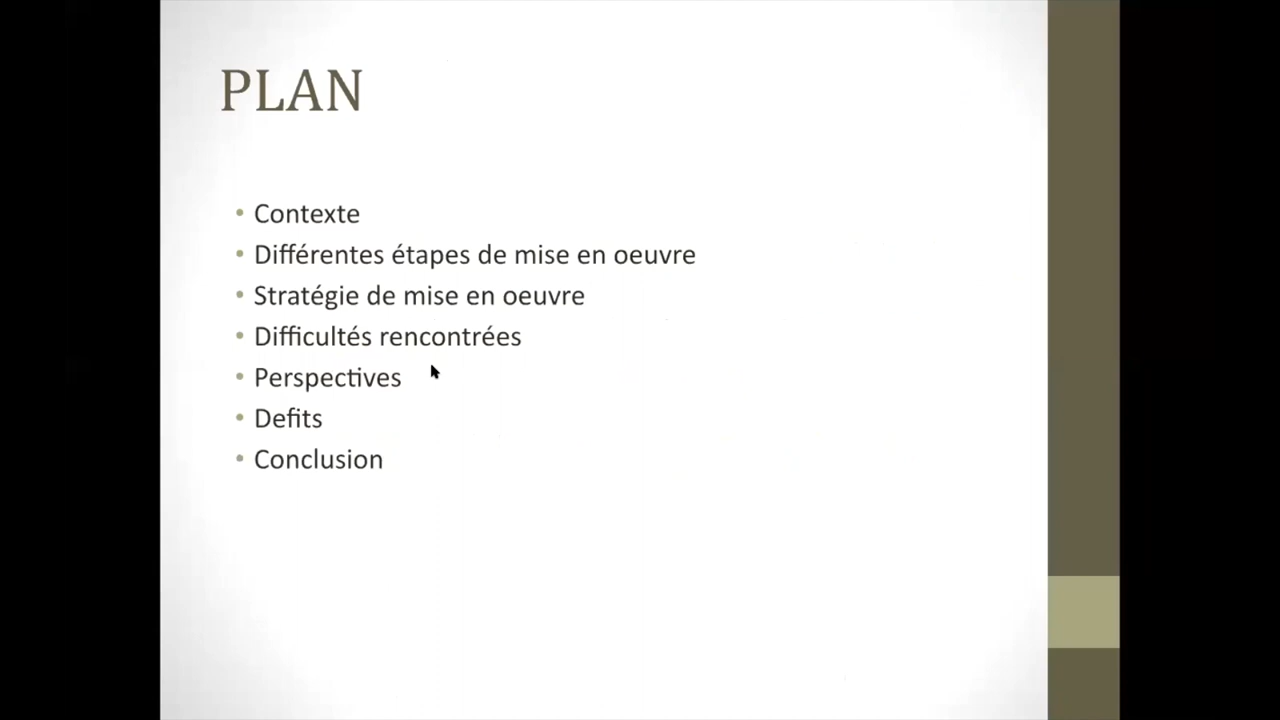 PLAN
• Contexte
• Différentes étapes de mise en oeuvre
• Stratégie de mise en oeuvre
• Difficultés rencontrées
• Perspectives
• Defits
• Conclusion